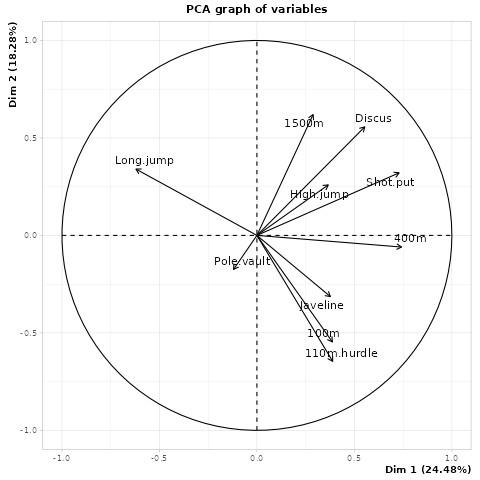 PCA graph of variables
Dim 2 (18.28%)
1.0
0.5
0.0
-0.5
-1.0
1500m
Discus
Long.jump
Shot.put
High.jump
400m
Pole.vault
Javeline
100m
110m.hurdle
-1.0
-0.5
0.0
0.5
1.0
Dim 1 (24.48%)